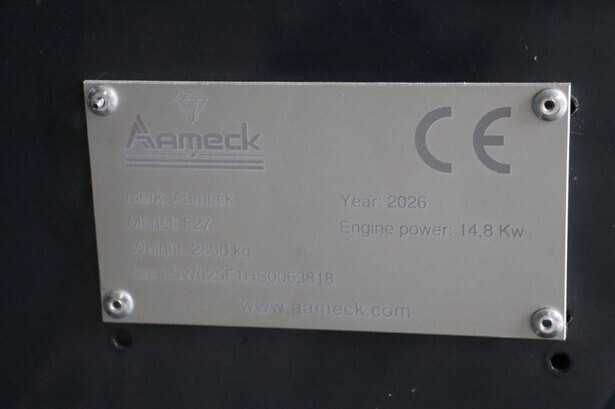 Aameck
CE
Merk: Aameck
Model: F27
Weight: 2800 kg
Year: 2026
Engine power: 14,8 Kw
www.aameck.com